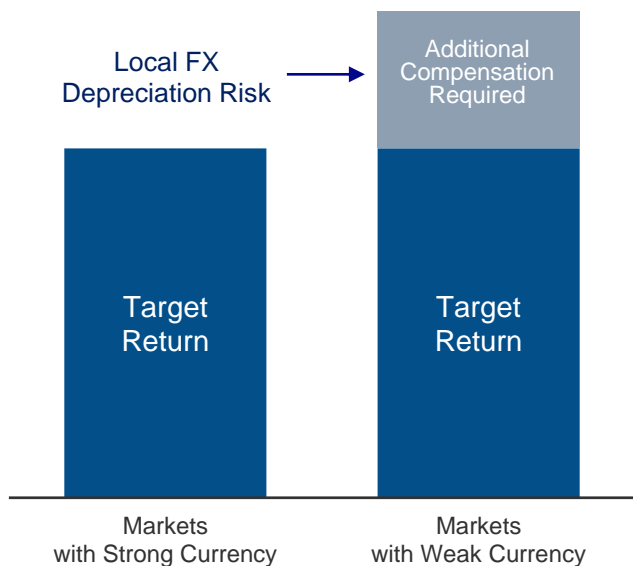 Local FX
Depreciation Risk
Additional
Compensation
Required
Target
Return
Target
Return
Markets
with Strong Currency
Markets
with Weak Currency